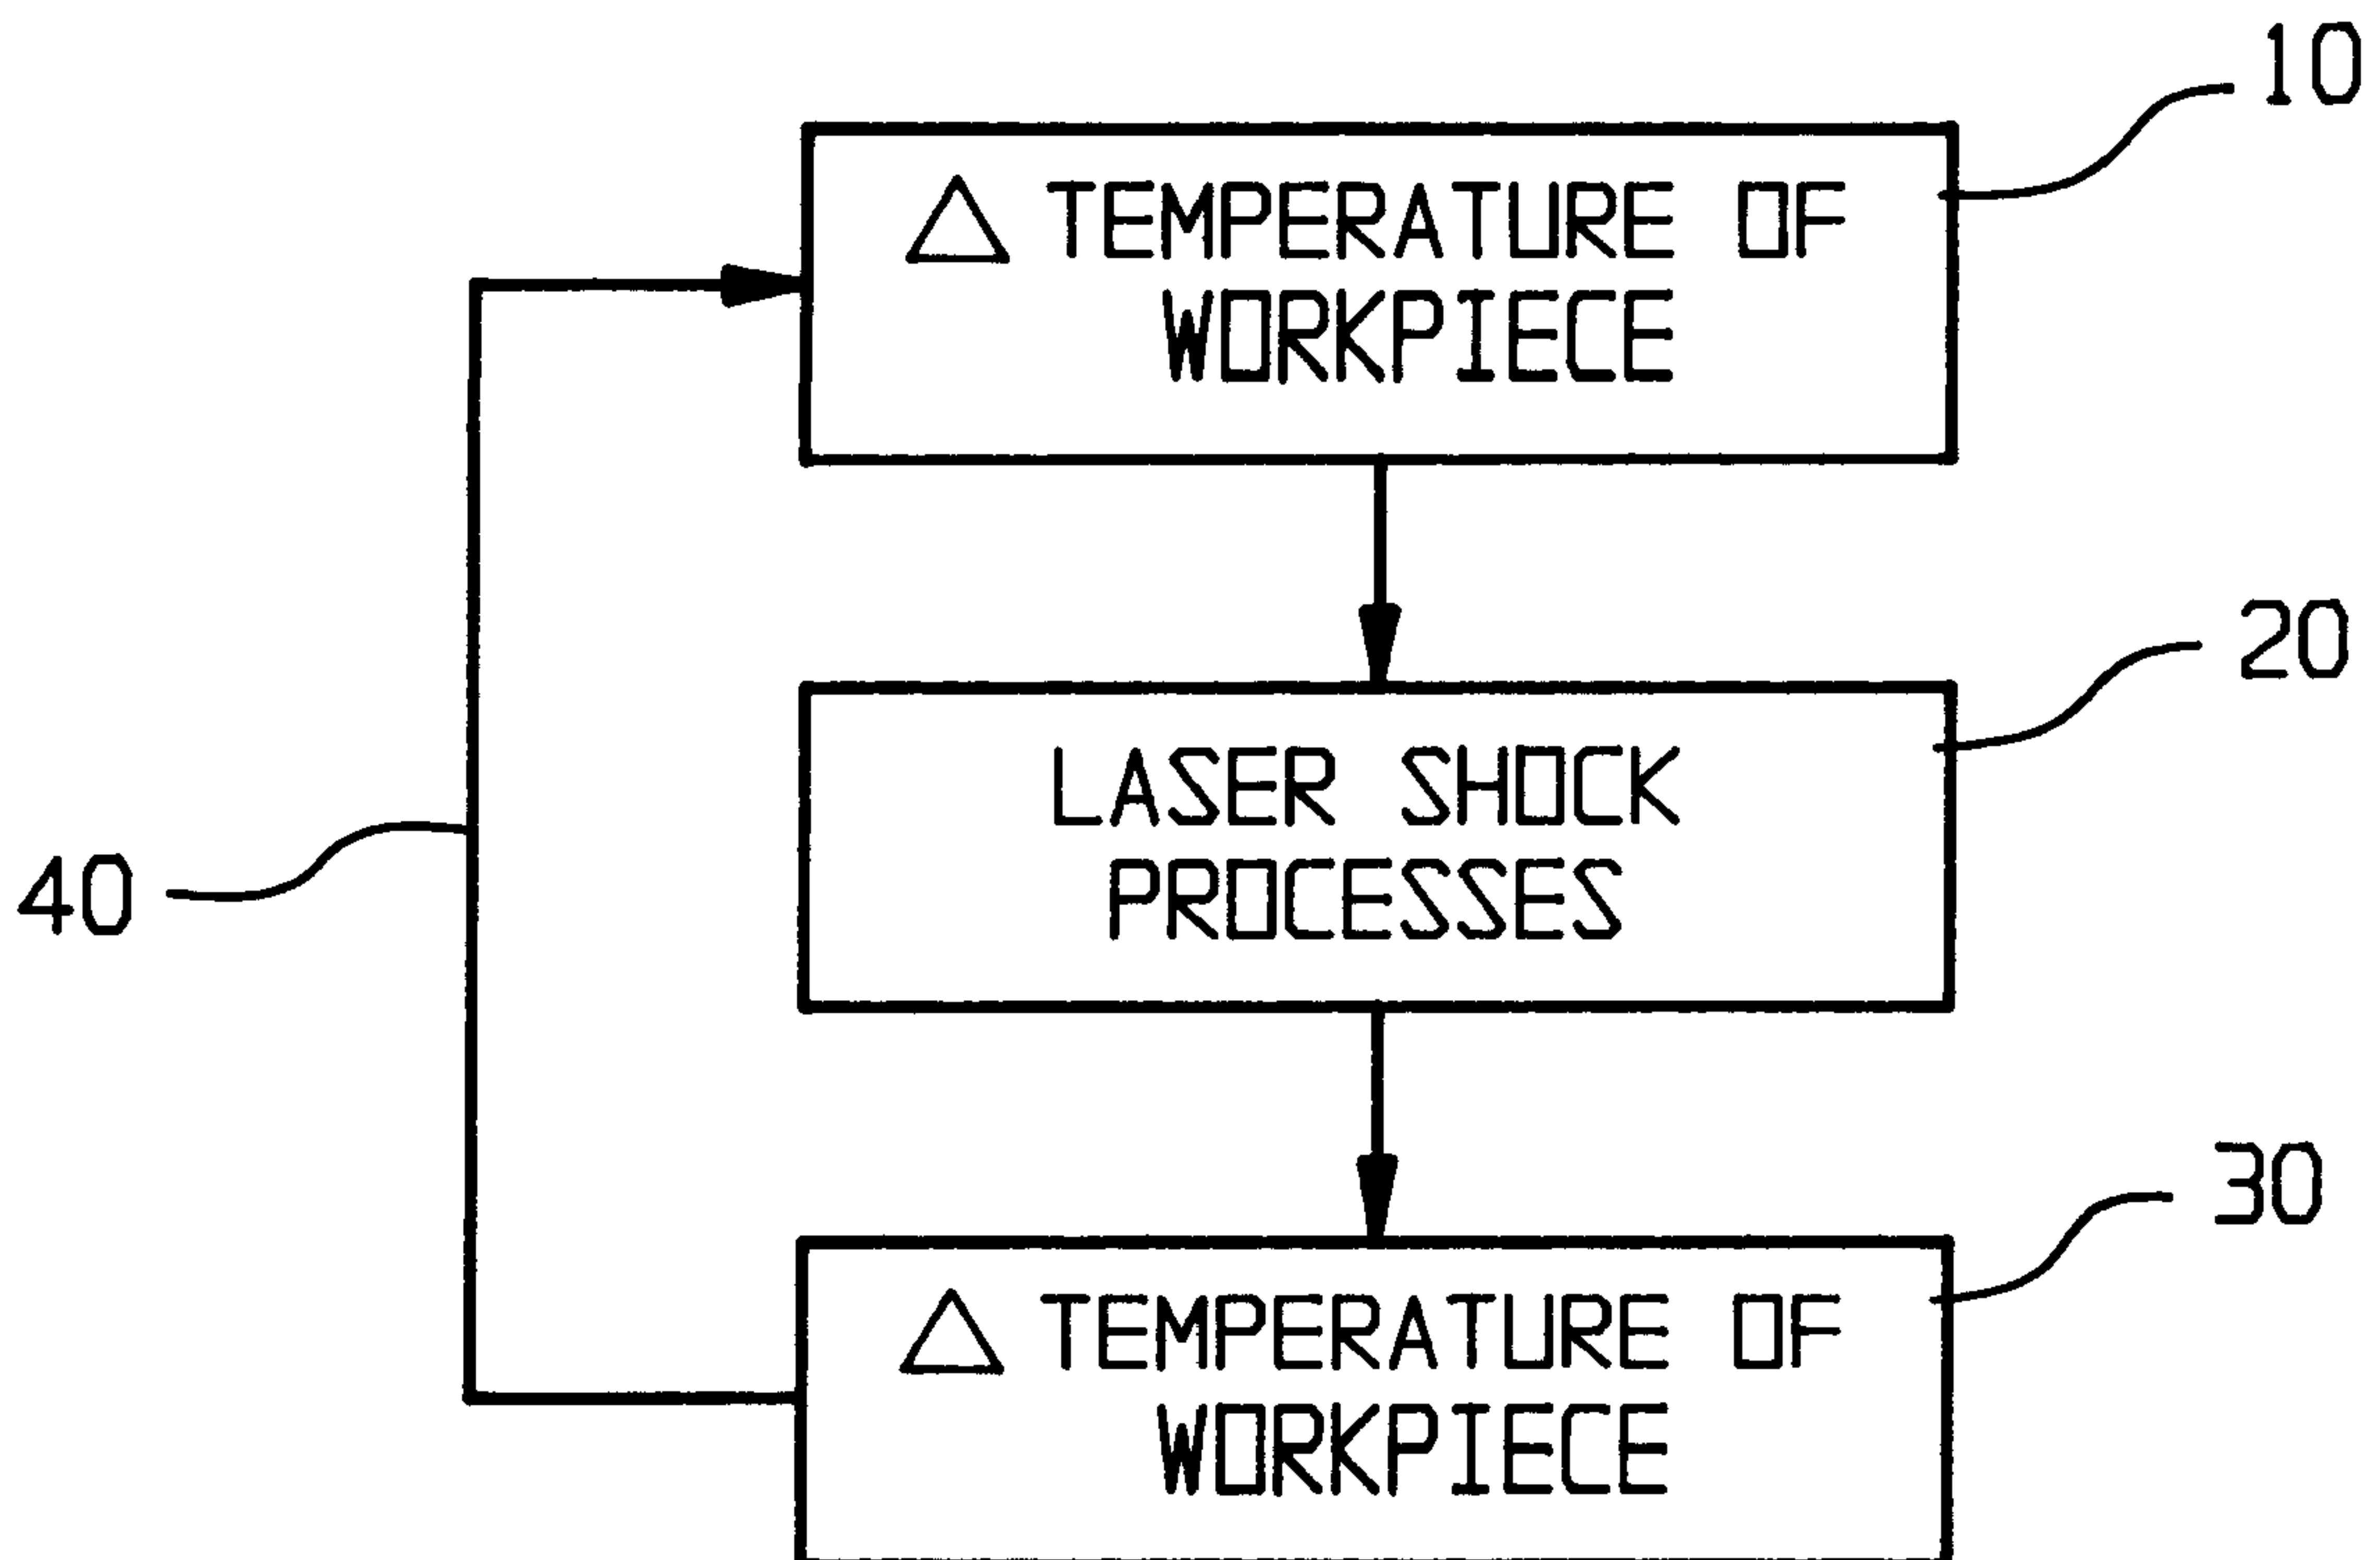 10
△ TEMPERATURE OF
WORKPIECE
20
LASER SHOCK
PROCESSES
40
30
△ TEMPERATURE OF
WORKPIECE